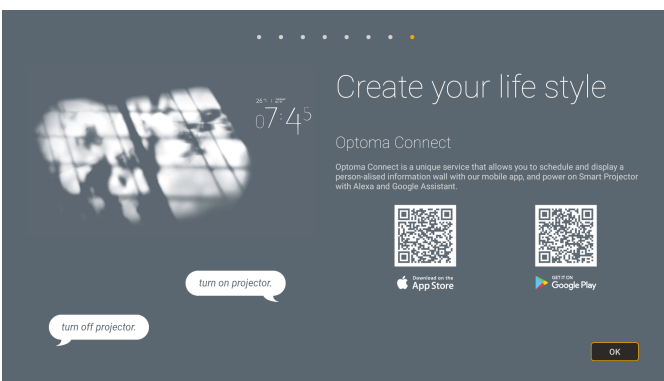 Create your life style
26°c
07:45
Optoma Connect
Optoma Connect is a unique service that allows you to schedule and display a
person-alised information wall with our mobile app, and power on Smart Projector
with Alexa and Google Assistant.
turn on projector.
Download on the
App Store
GET IT ON
Google Play
turn off projector.
OK